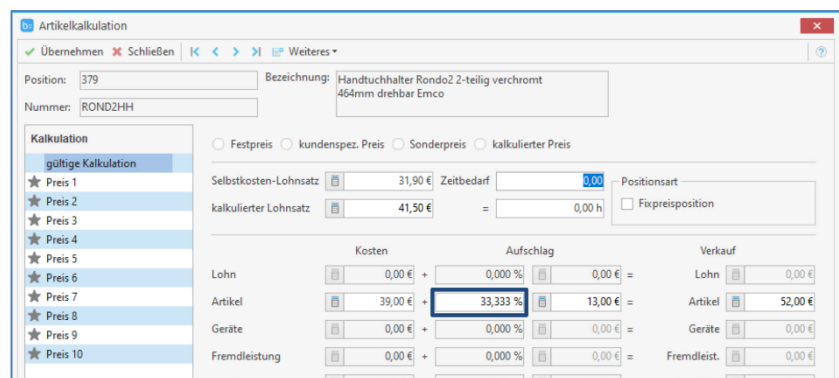 b: Artikelkalkulation
Übernehmen Schließen Weiteres
Position: 379 Bezeichnung: Handtuchhalter Rondo2 2-teilig verchromt
464mm drehbar Emco
Nummer: ROND2HH
Kalkulation
Festpreis kundenspez. Preis Sonderpreis kalkulierter Preis
gültige Kalkulation
Preis 1
Preis 2
Preis 3
Preis 4
Preis 5
Preis 6
Preis 7
Preis 8
Preis 9
Preis 10
Selbstkosten-Lohnsatz 31,90 € Zeitbedarf 0,00 Positionsart
kalkulierter Lohnsatz 41,50 € = 0,00 h Fixpreisposition
Kosten Aufschlag Verkauf
Lohn 0,00 € + 0,000 % 0,00 € = Lohn 0,00 €
Artikel 39,00 € + 33,333 % 13,00 € = Artikel 52,00 €
Geräte 0,00 € + 0,000 % 0,00 € = Geräte 0,00 €
Fremdleistung 0,00 € + 0,000 % 0,00 € = Fremdleist. 0,00 €